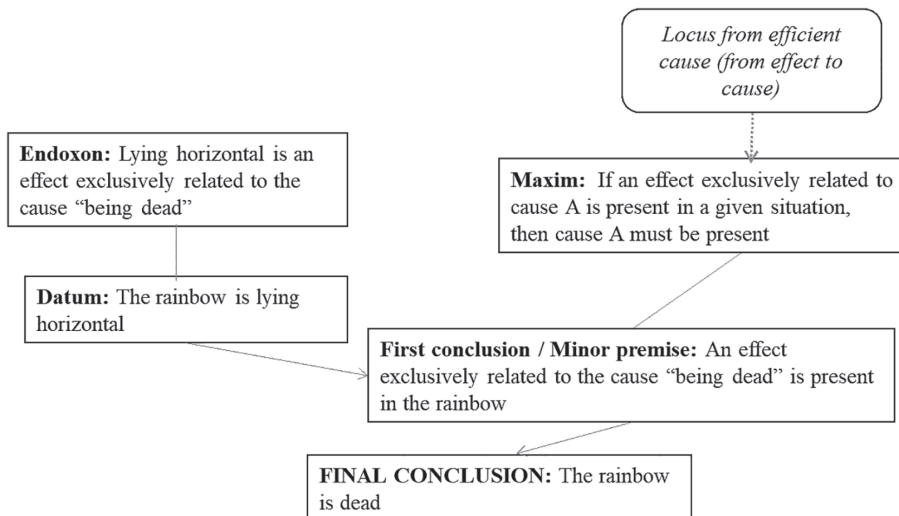 Locus from efficient
cause (from effect to
cause)
Endoxon: Lying horizontal is an
effect exclusively related to the
cause “being dead”
Maxim: If an effect exclusively related to
cause A is present in a given situation,
then cause A must be present
Datum: The rainbow is lying
horizontal
First conclusion / Minor premise: An effect
exclusively related to the cause “being dead” is present
in the rainbow
FINAL CONCLUSION: The rainbow
is dead